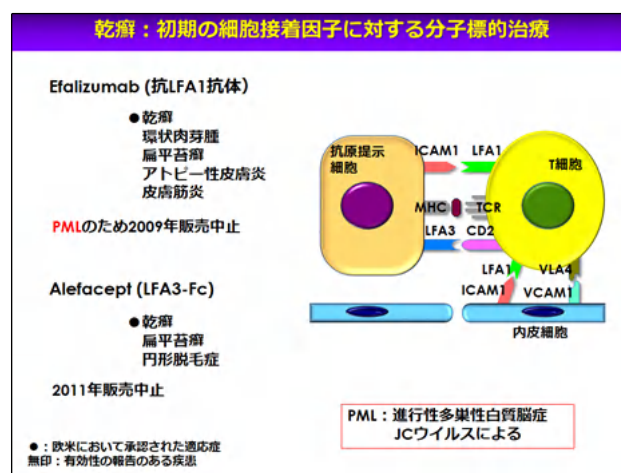 乾癬：初期の細胞接着因子に対する分子標的治療
Efalizumab (抗LFA1抗体）
●乾癬
環状肉芽腫
扁平苔癬
アトピー性皮膚炎
皮膚筋炎
PMLのため2009年販売中止
Alefacept (LFA3-Fc)
●乾癬
扁平苔癬
円形脱毛症
2011年販売中止
●：欧米において承認された適応症
無印：有効性の報告のある疾患
抗原提示
細胞
ICAM1 LFA1
T細胞
MHC TCR
LFA3 CD2
LFA1 VLA4
ICAM1 VCAM1
内皮細胞
PML：進行性多巣性白質脳症
JCウイルスによる